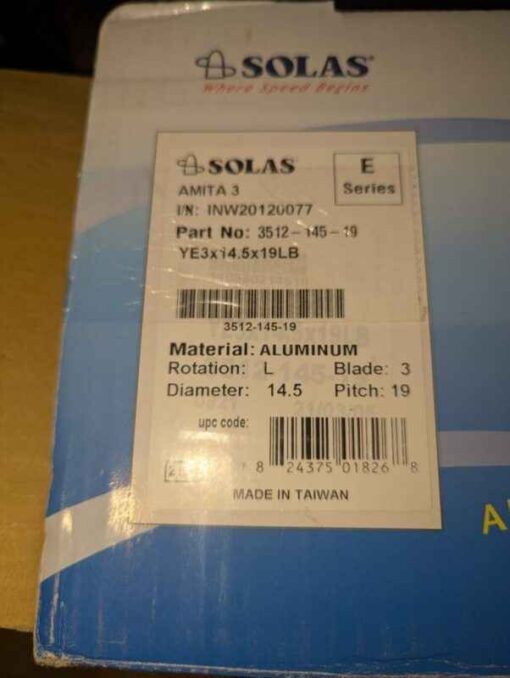 SOLAS
Where Speed Begins
SOLAS
E
Series
AMITA 3
I/N: INW20120077
Part No: 3512-145-19
YE3x14.5x19LB
3512-145-19
Material: ALUMINUM
Rotation: L Blade: 3
Diameter: 14.5 Pitch: 19
upc code:
8 24375 01826 8
MADE IN TAIWAN
A